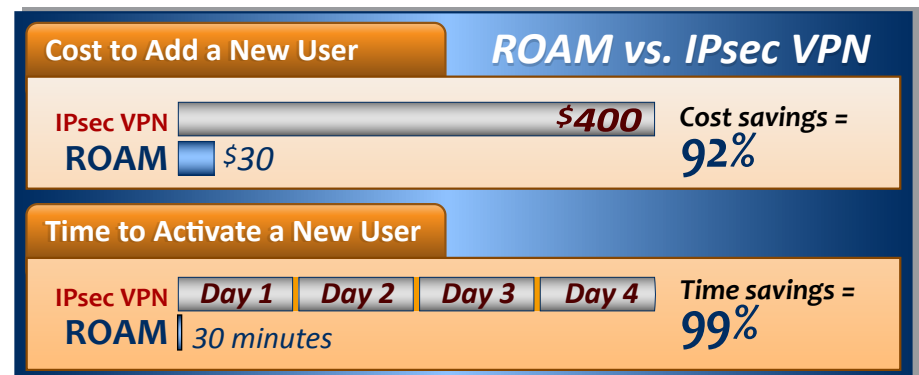 Cost to Add a New User
ROAM vs. IPsec VPN
IPsec VPN $400
ROAM $30
Cost savings =
92%
Time to Activate a New User
IPsec VPN Day 1 Day 2 Day 3 Day 4
ROAM 30 minutes
Time savings =
99%